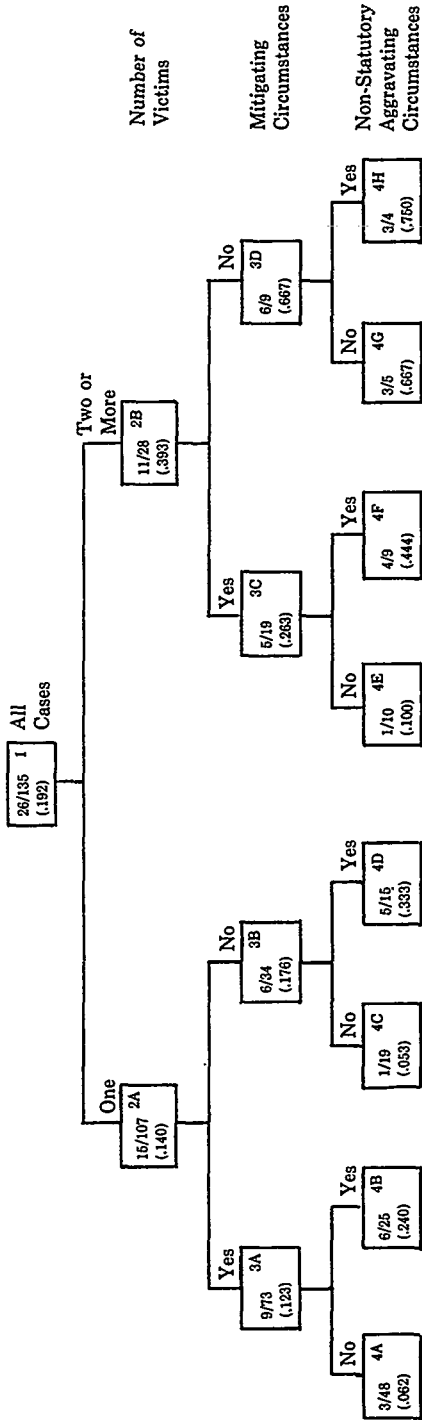 All
Cases
26/135 1
(.192)
Number of
Victims
One
15/107 2A
(.140)
Two or
More
11/28 2B
(.393)
Mitigating
Circumstances
Yes
9/73 3A
(.123)
No
6/34 3B
(.176)
Yes
5/19 3C
(.263)
No
6/9 3D
(.667)
Non-Statutory
Aggravating
Circumstances
No
3/48 4A
(.062)
Yes
6/25 4B
(.240)
No
1/19 4C
(.053)
Yes
5/15 4D
(.333)
No
1/10 4E
(.100)
Yes
4/9 4F
(.444)
No
3/5 4G
(.667)
Yes
3/4 4H
(.750)